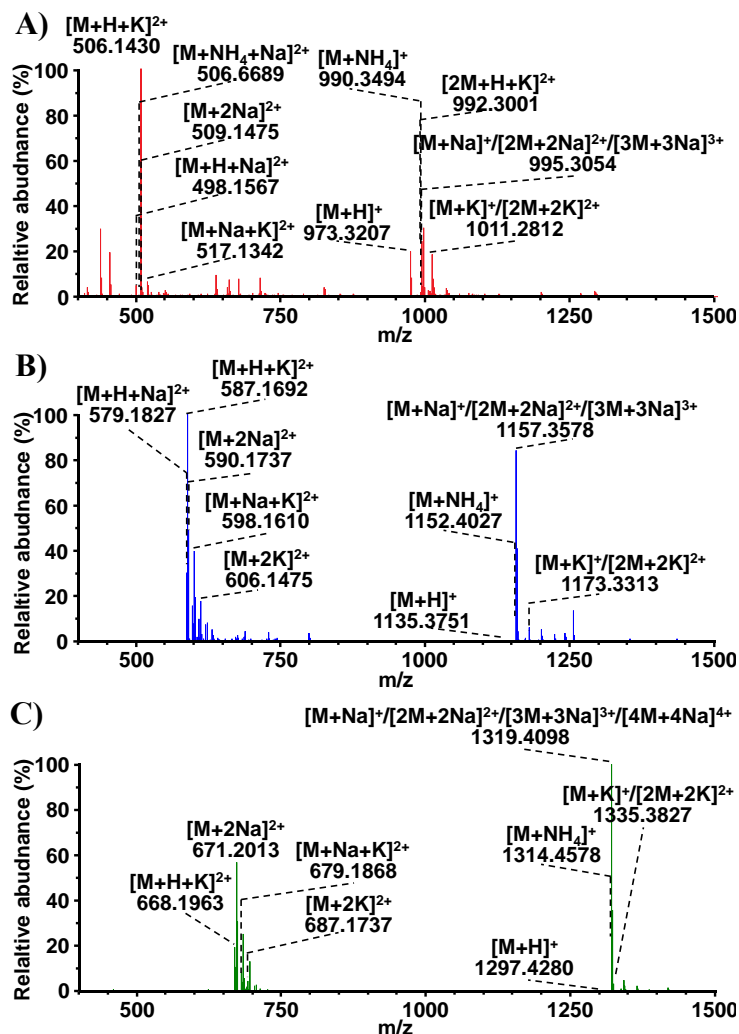 A)
[M+H+K]²⁺
506.1430
[M+NH₄+Na]²⁺
506.6689
[M+2Na]²⁺
509.1475
[M+H+Na]²⁺
498.1567
[M+Na+K]²⁺
517.1342
[M+NH₄]⁺
990.3494
[2M+H+K]²⁺
992.3001
[M+Na]⁺/[2M+2Na]²⁺/[3M+3Na]³⁺
995.3054
[M+H]⁺
973.3207
[M+K]⁺/[2M+2K]²⁺
1011.2812
Relaltive abudnance (%)
100
80
60
40
20
0
500
750
1000
1250
1500
m/z
B)
[M+H+Na]²⁺
579.1827
[M+H+K]²⁺
587.1692
[M+2Na]²⁺
590.1737
[M+Na+K]²⁺
598.1610
[M+2K]²⁺
606.1475
[M+Na]⁺/[2M+2Na]²⁺/[3M+3Na]³⁺
1157.3578
[M+NH₄]⁺
1152.4027
[M+K]⁺/[2M+2K]²⁺
1173.3313
[M+H]⁺
1135.3751
Relaltive abudnance (%)
100
80
60
40
20
0
500
750
1000
1250
1500
m/z
C)
[M+Na]⁺/[2M+2Na]²⁺/[3M+3Na]³⁺/[4M+4Na]⁴⁺
1319.4098
[M+K]⁺/[2M+2K]²⁺
1335.3827
[M+2Na]²⁺
671.2013
[M+Na+K]²⁺
679.1868
[M+H+K]²⁺
668.1963
[M+2K]²⁺
687.1737
[M+NH₄]⁺
1314.4578
[M+H]⁺
1297.4280
Relaltive abudnance (%)
100
80
60
40
20
0
500
750
1000
1250
1500
m/z